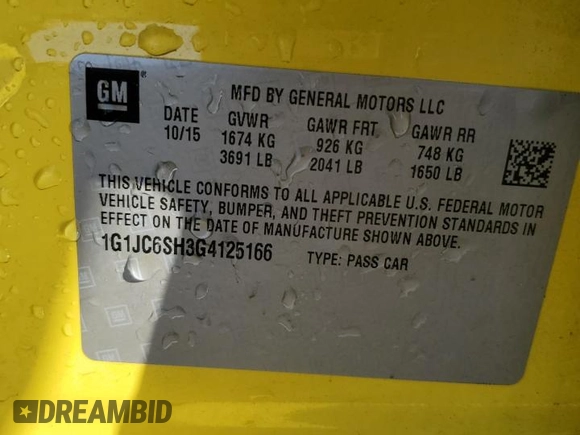 GM
MFD BY GENERAL MOTORS LLC
DATE GVWR GAWR FRT GAWR RR
10/15 1674 KG 926 KG 748 KG
3691 LB 2041 LB 1650 LB
THIS VEHICLE CONFORMS TO ALL APPLICABLE U.S. FEDERAL MOTOR
VEHICLE SAFETY, BUMPER, AND THEFT PREVENTION STANDARDS IN
EFFECT ON THE DATE OF MANUFACTURE SHOWN ABOVE.
1G1JC6SH3G4125166 TYPE: PASS CAR
DREAMBID